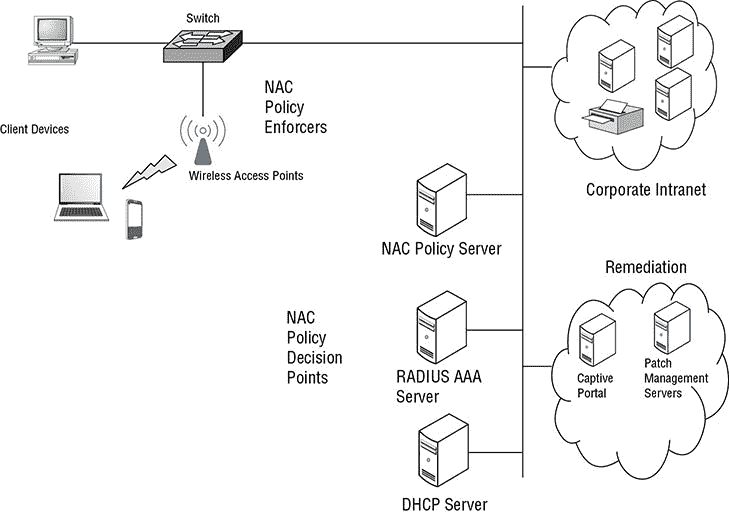 Switch
NAC
Policy
Enforcers
Client Devices
Wireless Access Points
Corporate Intranet
NAC Policy Server
Remediation
NAC
Policy
Decision
Points
RADIUS AAA
Server
Captive
Portal
Patch
Management
Servers
DHCP Server